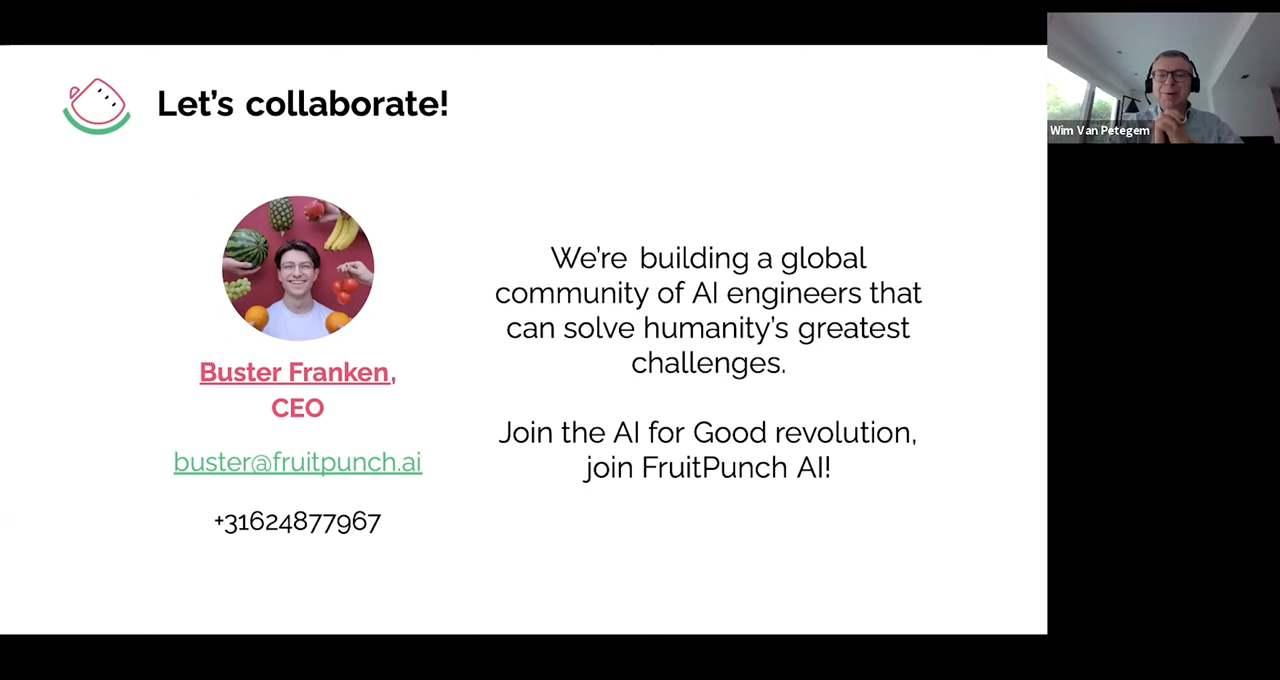 Let's collaborate!
Wim Van Petegem
Buster Franken,
CEO
buster@fruitpunch.ai
+31624877967
We're building a global
community of AI engineers that
can solve humanity's greatest
challenges.
Join the AI for Good revolution,
join FruitPunch AI!